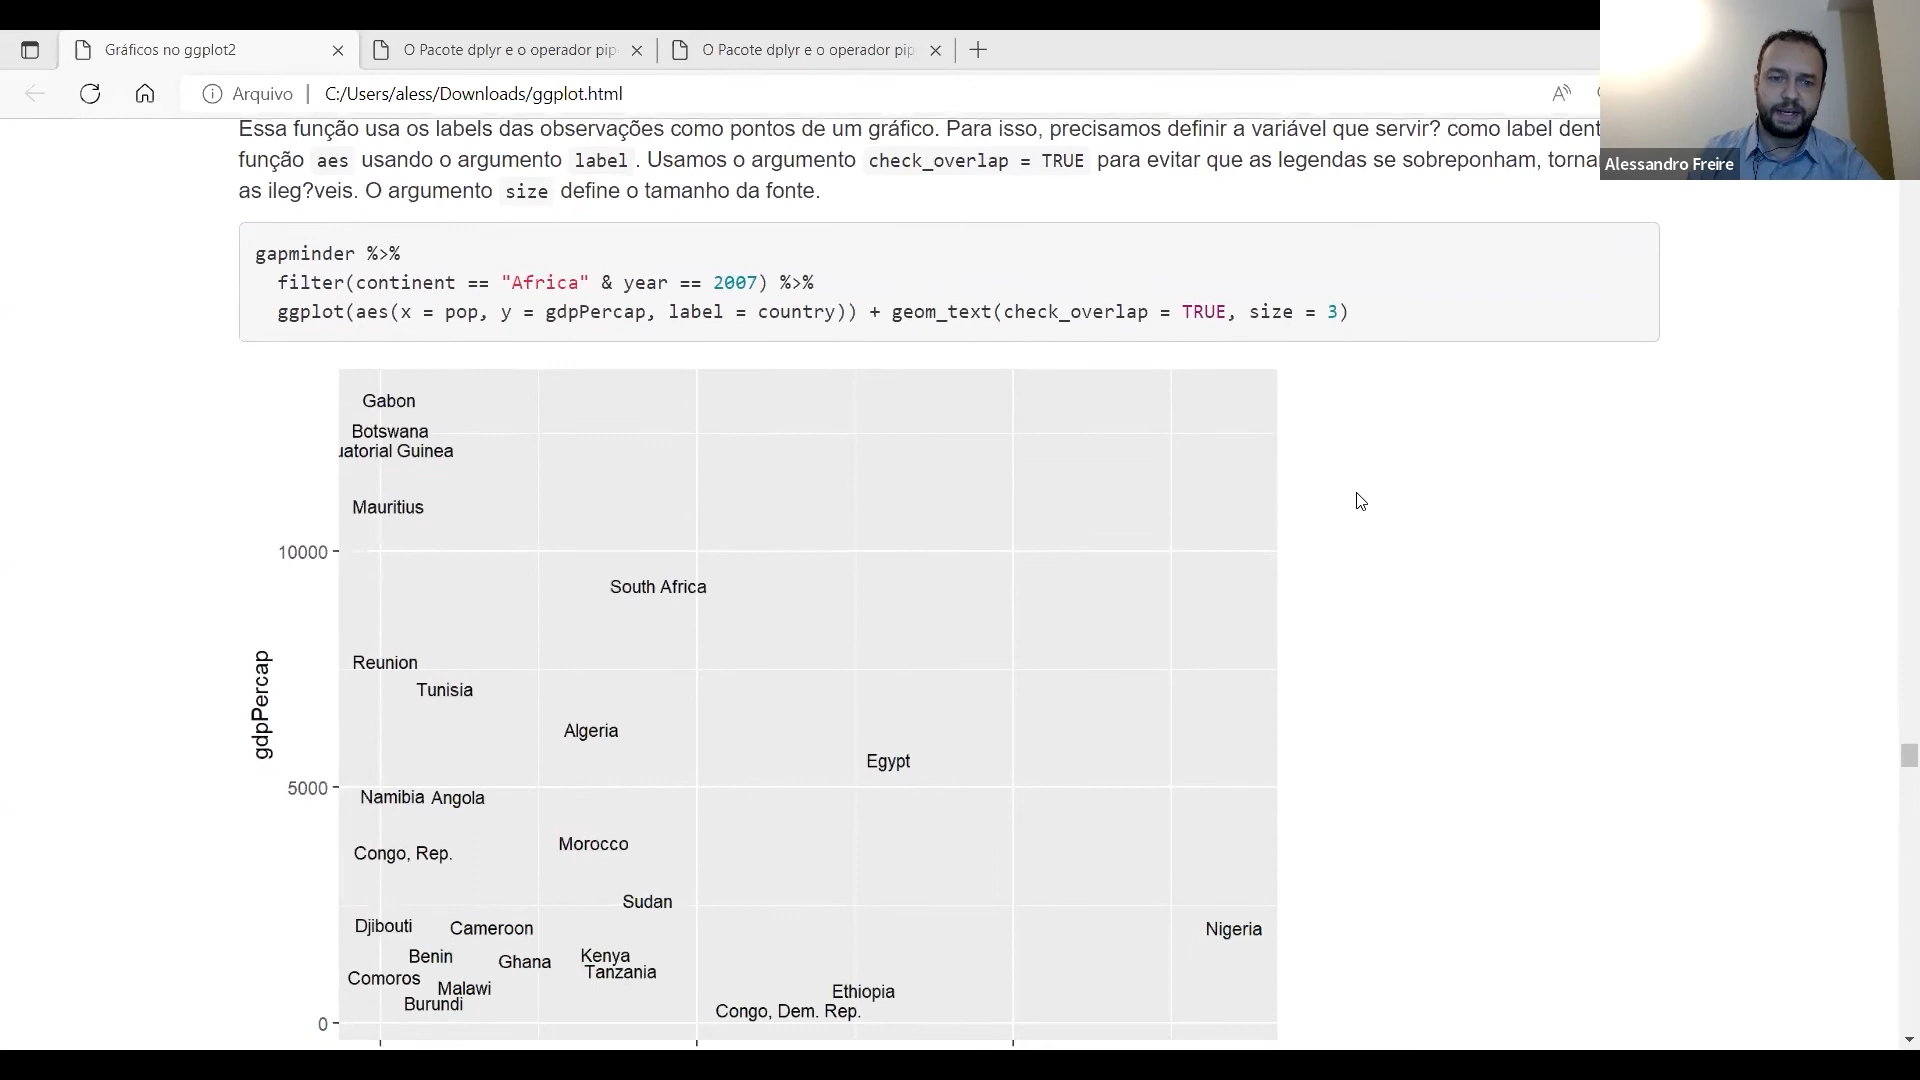 Gráficos no ggplot2
O Pacote dplyr e o operador pip
O Pacote dplyr e o operador pip
Arquivo
C:/Users/aless/Downloads/ggplot.html
Alessandro Freire
Essa função usa os labels das observações como pontos de um gráfico. Para isso, precisamos definir a variável que servir? como label dent
função aes usando o argumento label . Usamos o argumento check_overlap = TRUE para evitar que as legendas se sobreponham, torna
as ileg?veis. O argumento size define o tamanho da fonte.
gapminder %>%
filter(continent == "Africa" & year == 2007) %>%
ggplot(aes(x = pop, y = gdpPercap, label = country)) + geom_text(check_overlap = TRUE, size = 3)
Gabon
Botswana
uatorial Guinea
Mauritius
10000
South Africa
gdpPercap
Reunion
Tunisia
Algeria
Egypt
5000
Namibia Angola
Morocco
Congo, Rep.
Sudan
Djibouti Cameroon Nigeria
Benin Ghana Kenya
Tanzania
Comoros
Malawi Ethiopia
Burundi
Congo, Dem. Rep.
0